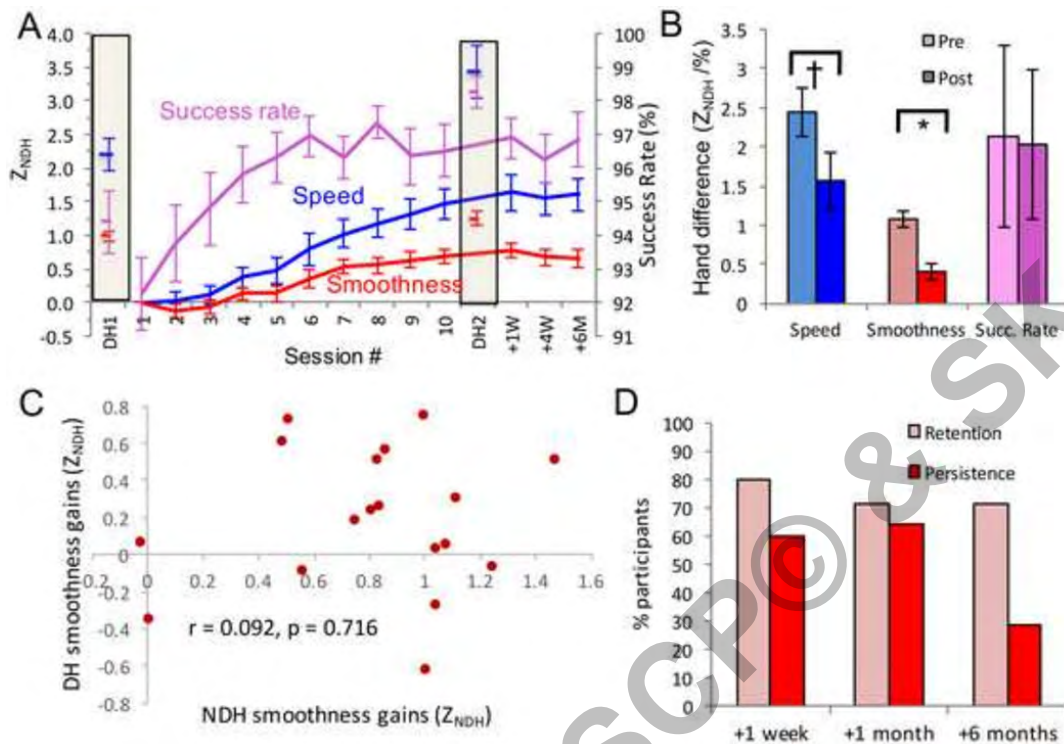 A
4.0
3.5
3.0
2.5
2.0
1.5
1.0
0.5
0.0
-0.5
Z_NDH
Success rate
Speed
Smoothness
100
99
98
97
96
95
94
93
92
91
Success Rate (%)
DH1
1
2
3
4
5
6
7
8
9
10
DH2
+1W
+4W
+6M
Session #
B
3.5
3
2.5
2
1.5
1
0.5
0
Hand difference (Z_NDH /%)
Pre
Post
+
*
Speed
Smoothness
Succ. Rate
C
0.8
0.6
0.4
0.2
0
-0.2
-0.4
-0.6
-0.8
DH smoothness gains (Z_NDH)
-0.2
0
0.2
0.4
0.6
0.8
1
1.2
1.4
1.6
r = 0.092, p = 0.716
NDH smoothness gains (Z_NDH)
D
100
90
80
70
60
50
40
30
20
10
0
% participants
Retention
Persistence
+1 week
+1 month
+6 months
SCP© & SK